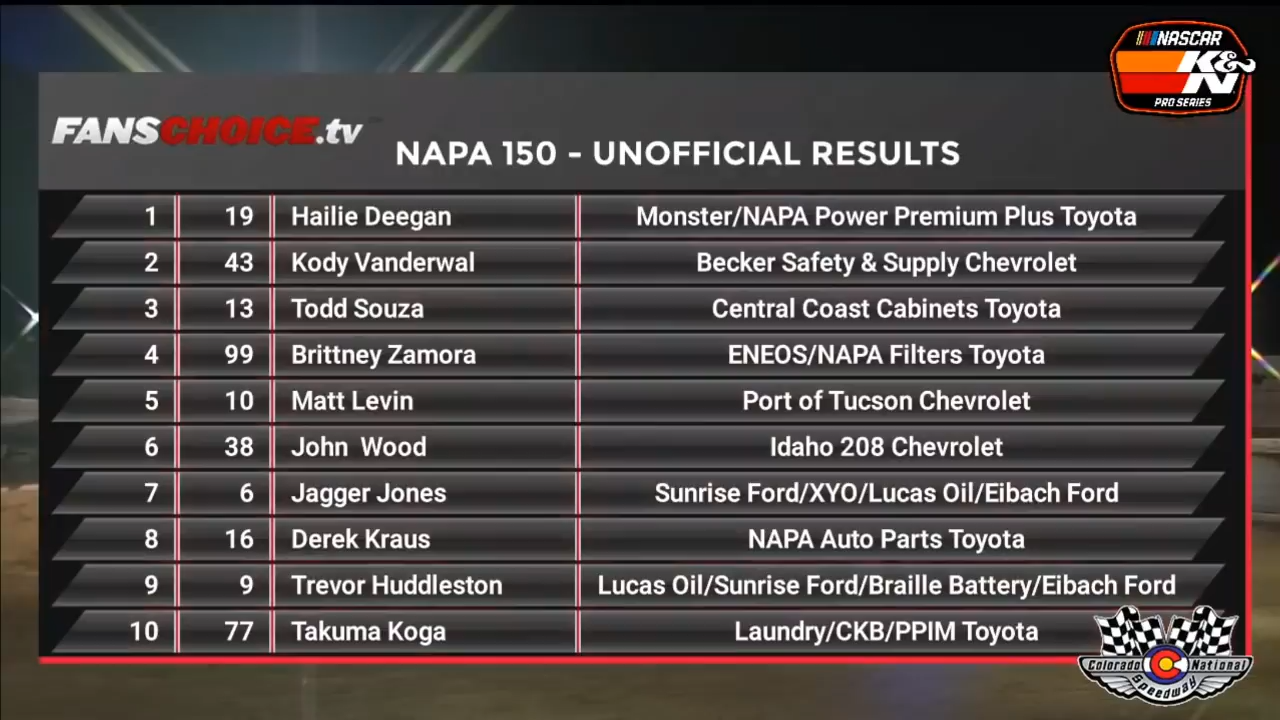 NASCAR
K&N
PRO SERIES
FANSCHOICE.tv
NAPA 150 - UNOFFICIAL RESULTS
1 19 Hailie Deegan Monster/NAPA Power Premium Plus Toyota
2 43 Kody Vanderwal Becker Safety & Supply Chevrolet
3 13 Todd Souza Central Coast Cabinets Toyota
4 99 Brittney Zamora ENEOS/NAPA Filters Toyota
5 10 Matt Levin Port of Tucson Chevrolet
6 38 John  Wood Idaho 208 Chevrolet
7 6 Jagger Jones Sunrise Ford/XYO/Lucas Oil/Eibach Ford
8 16 Derek Kraus NAPA Auto Parts Toyota
9 9 Trevor Huddleston Lucas Oil/Sunrise Ford/Braille Battery/Eibach Ford
10 77 Takuma Koga Laundry/CKB/PPIM Toyota
Colorado National
Speedway